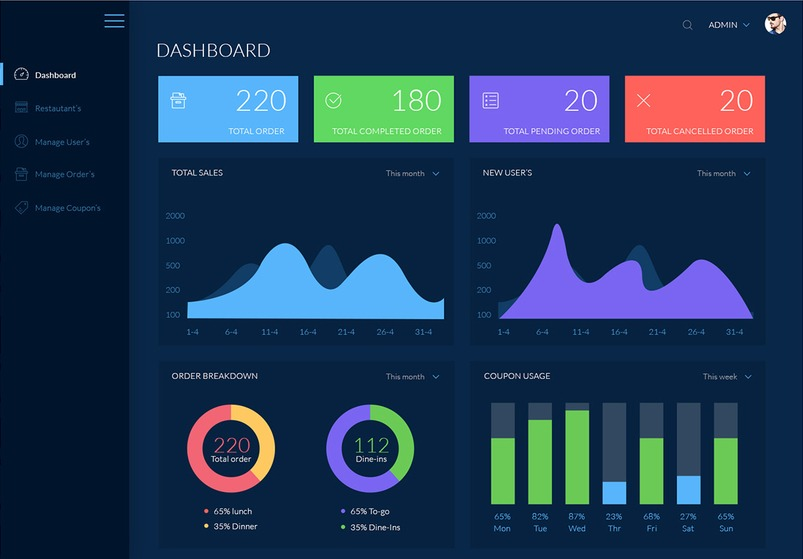 ADMIN
DASHBOARD
Dashboard
Restautant's
Manage User's
Manage Order's
Manage Coupon's
220
TOTAL ORDER
180
TOTAL COMPLETED ORDER
20
TOTAL PENDING ORDER
20
TOTAL CANCELLED ORDER
TOTAL SALES
This month
2000
1000
500
200
100
1-4 6-4 11-4 16-4 21-4 26-4 31-4
NEW USER'S
This month
2000
1000
500
200
100
1-4 6-4 11-4 16-4 21-4 26-4 31-4
ORDER BREAKDOWN
This month
220
Total order
65% lunch
35% Dinner
112
Dine-ins
65% To-go
35% Dine-Ins
COUPON USAGE
This week
65% 82% 87% 23% 68% 27% 65%
Mon Tue Wed Thr Fri Sat Sun